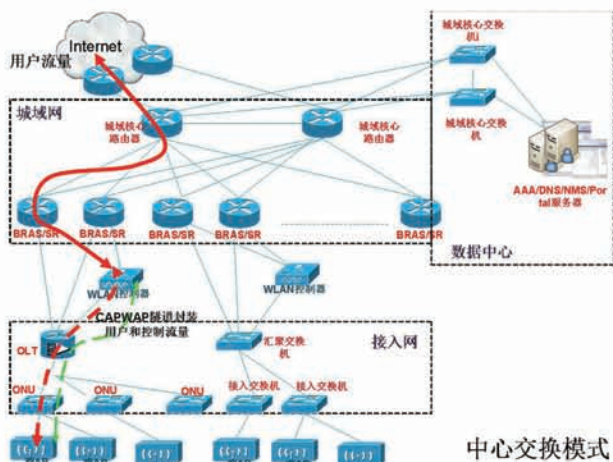 Internet
用户流量
城域核心交换
机i
城域网
城域核心
路由器
城域核心
路由器
城域核心交换
机
AAA/DNS/NMS/Por
tal服务器
BRAS/SR
BRAS/SR
BRAS/SR
BRAS/SR
BRAS/SR
数据中心
WLAN控制器
WLAN控制器
CAPWAP隧道封装
用户和控制流量
OLT
汇聚交换
机
接入网
ONU
ONU
ONU
接入交换机
接入交换机
中心交换模式